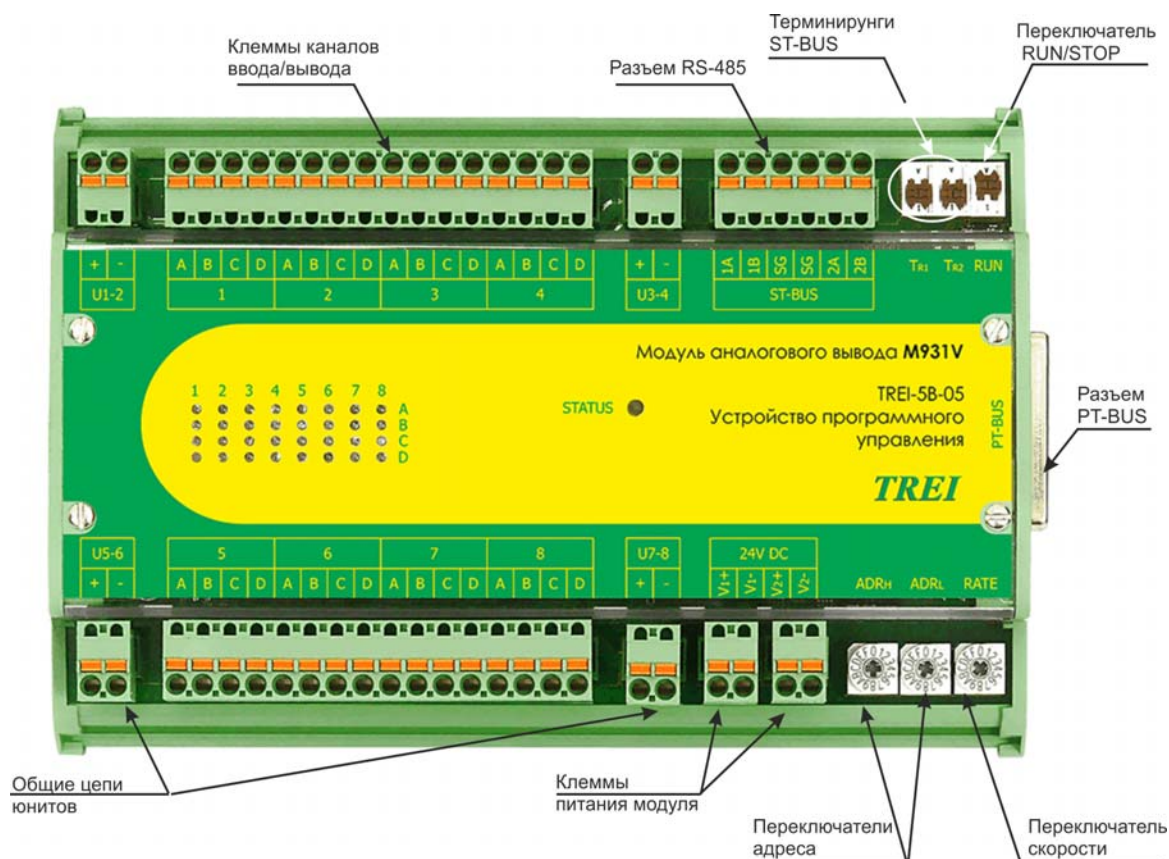 Терминирунги
ST-BUS
Переключатель
RUN/STOP
Клеммы каналов
ввода/вывода
Разъем RS-485
+ - A B C D A B C D A B C D A B C D + - 1A 1B SG SG 2A 2B TR1 TR2 RUN
U1-2 1 2 3 4 U3-4 ST-BUS
Модуль аналогового вывода M931V
1 2 3 4 5 6 7 8
A
B
C
D
STATUS
TREI-5B-05
Устройство программного
управления
TREI
PT-BUS
Разъем
PT-BUS
U5-6 5 6 7 8 U7-8 24V DC
+ - A B C D A B C D A B C D A B C D + - V1+ V1- V2+ V2- ADRH ADRL RATE
Общие цепи
юнитов
Клеммы
питания модуля
Переключатели
адреса
Переключатель
скорости